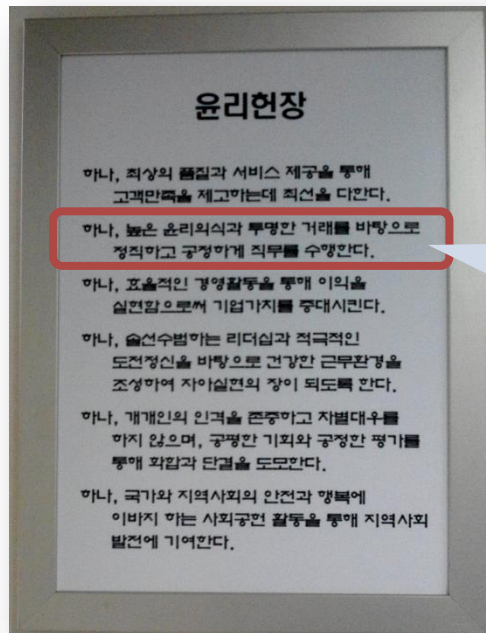 윤리헌장
하나, 최상의 품질과 서비스 제공을 통해
고객만족을 제고하는데 최선을 다한다.
하나, 높은 윤리의식과 투명한 거래를 바탕으로
정직하고 공정하게 직무를 수행한다.
하나, 효율적인 경영활동을 통해 이익을
실현함으로써 기업가치를 증대시킨다.
하나, 솔선수범하는 리더십과 적극적인
도전정신을 바탕으로 건강한 근무환경을
조성하여 자아실현의 장이 되도록 한다.
하나, 개개인의 인격을 존중하고 차별대우를
하지 않으며, 공평한 기회와 공정한 평가를
통해 화합과 단결을 도모한다.
하나, 국가와 지역사회의 안전과 행복에
이바지 하는 사회공헌 활동을 통해 지역사회
발전에 기여한다.